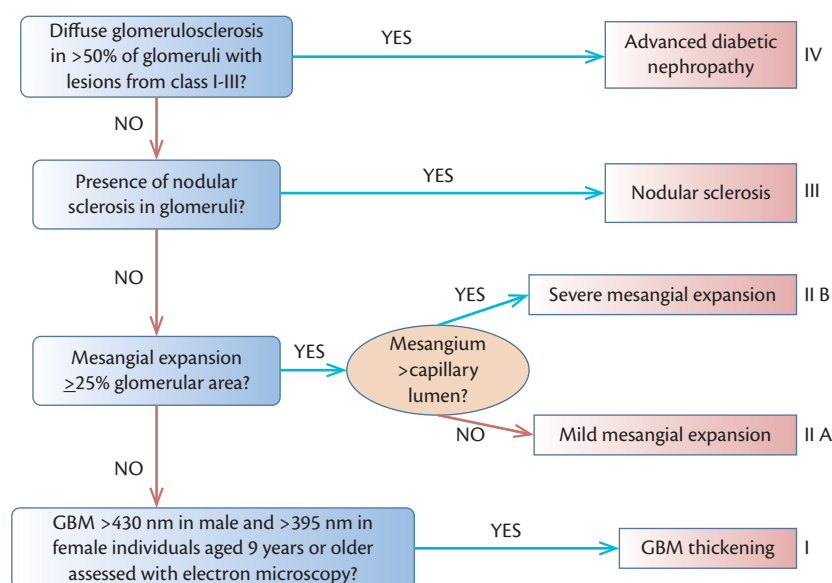 Diffuse glomerulosclerosis
in >50% of glomeruli with
lesions from class I-III?
YES
Advanced diabetic
nephropathy
IV
NO
Presence of nodular
sclerosis in glomeruli?
YES
Nodular sclerosis
III
NO
YES
Severe mesangial expansion
II B
Mesangial expansion
≥25% glomerular area?
YES
Mesangium
>capillary
lumen?
NO
Mild mesangial expansion
II A
NO
GBM >430 nm in male and >395 nm in
female individuals aged 9 years or older
assessed with electron microscopy?
YES
GBM thickening
I